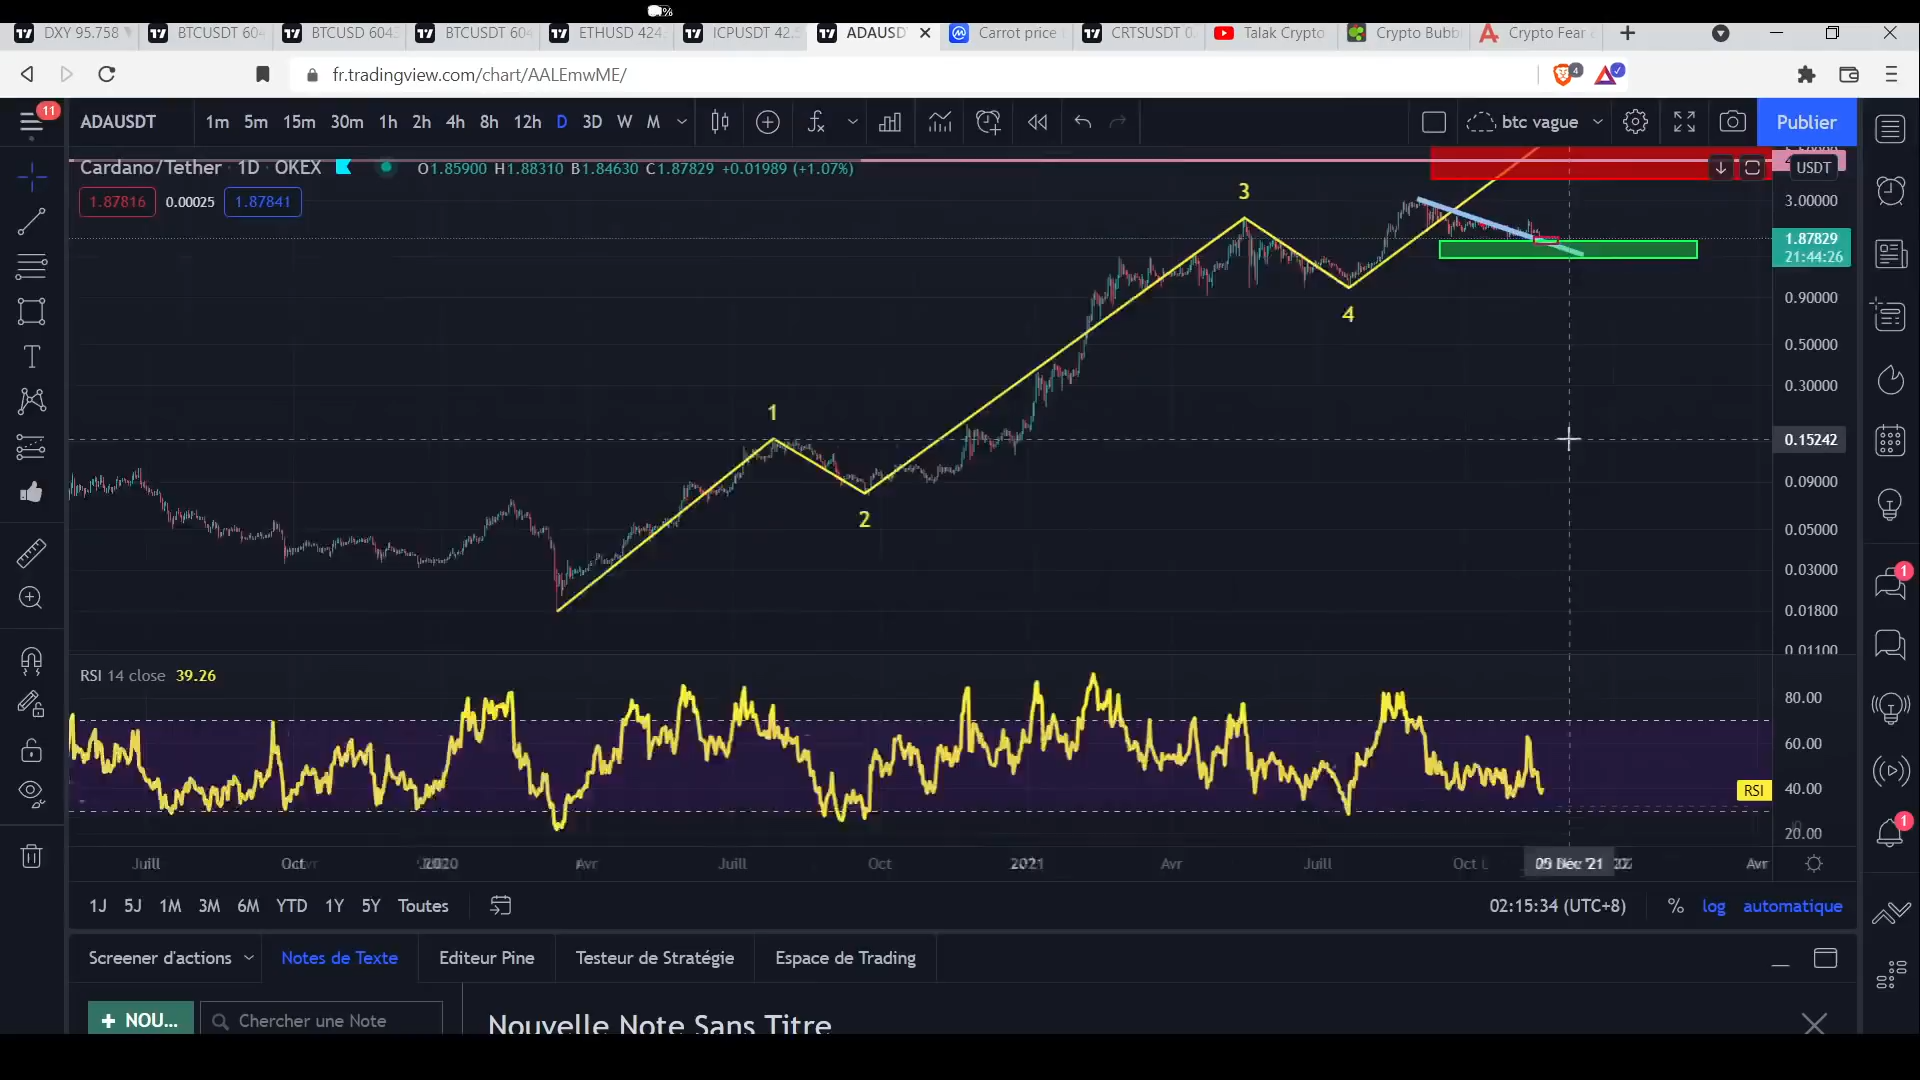 %
DXY 95.758
BTCUSDT 604
BTCUSD 6043
BTCUSDT 604
ETHUSD 424.
ICPUSDT 42.5
ADAUSD
Carrot price
CRTSUSDT 0.
Talak Crypto
Crypto Bubb
Crypto Fear
fr.tradingview.com/chart/AALEmwME/
4
11
ADAUSDT
1m 5m 15m 30m 1h 2h 4h 8h 12h D 3D W M
btc vague
Publier
Cardano/Tether · 1D · OKEX
O1.85900 H1.88310 B1.84630 C1.87829 +0.01989 (+1.07%)
USDT
1.87816 0.00025 1.87841
3.00000
1.87829
21:44:26
0.90000
0.50000
0.30000
0.15242
0.09000
0.05000
0.03000
0.01800
0.01100
1
2
3
4
RSI 14 close 39.26
80.00
60.00
RSI
40.00
20.00
Juill Oct 2020 Avr Juill Oct 2021 Avr Juill Oct 05 Déc '21 Avr
1J 5J 1M 3M 6M YTD 1Y 5Y Toutes
02:15:34 (UTC+8) % log automatique
Screener d'actions Notes de Texte Editeur Pine Testeur de Stratégie Espace de Trading
+ NOU... Chercher une Note
Nouvelle Note Sans Titre
1
1